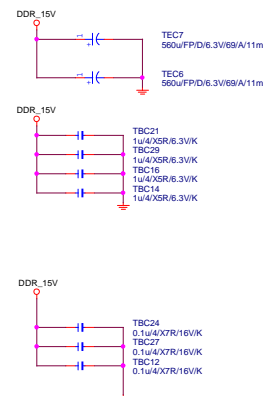 DDR_15V
1
TEC7
+
560u/FP/D/6.3V/69/A/11m
1
TEC6
+
560u/FP/D/6.3V/69/A/11m
DDR_15V
TBC21
1u/4/X5R/6.3V/K
TBC29
1u/4/X5R/6.3V/K
TBC16
1u/4/X5R/6.3V/K
TBC14
1u/4/X5R/6.3V/K
DDR_15V
TBC24
0.1u/4/X7R/16V/K
TBC27
0.1u/4/X7R/16V/K
TBC12
0.1u/4/X7R/16V/K